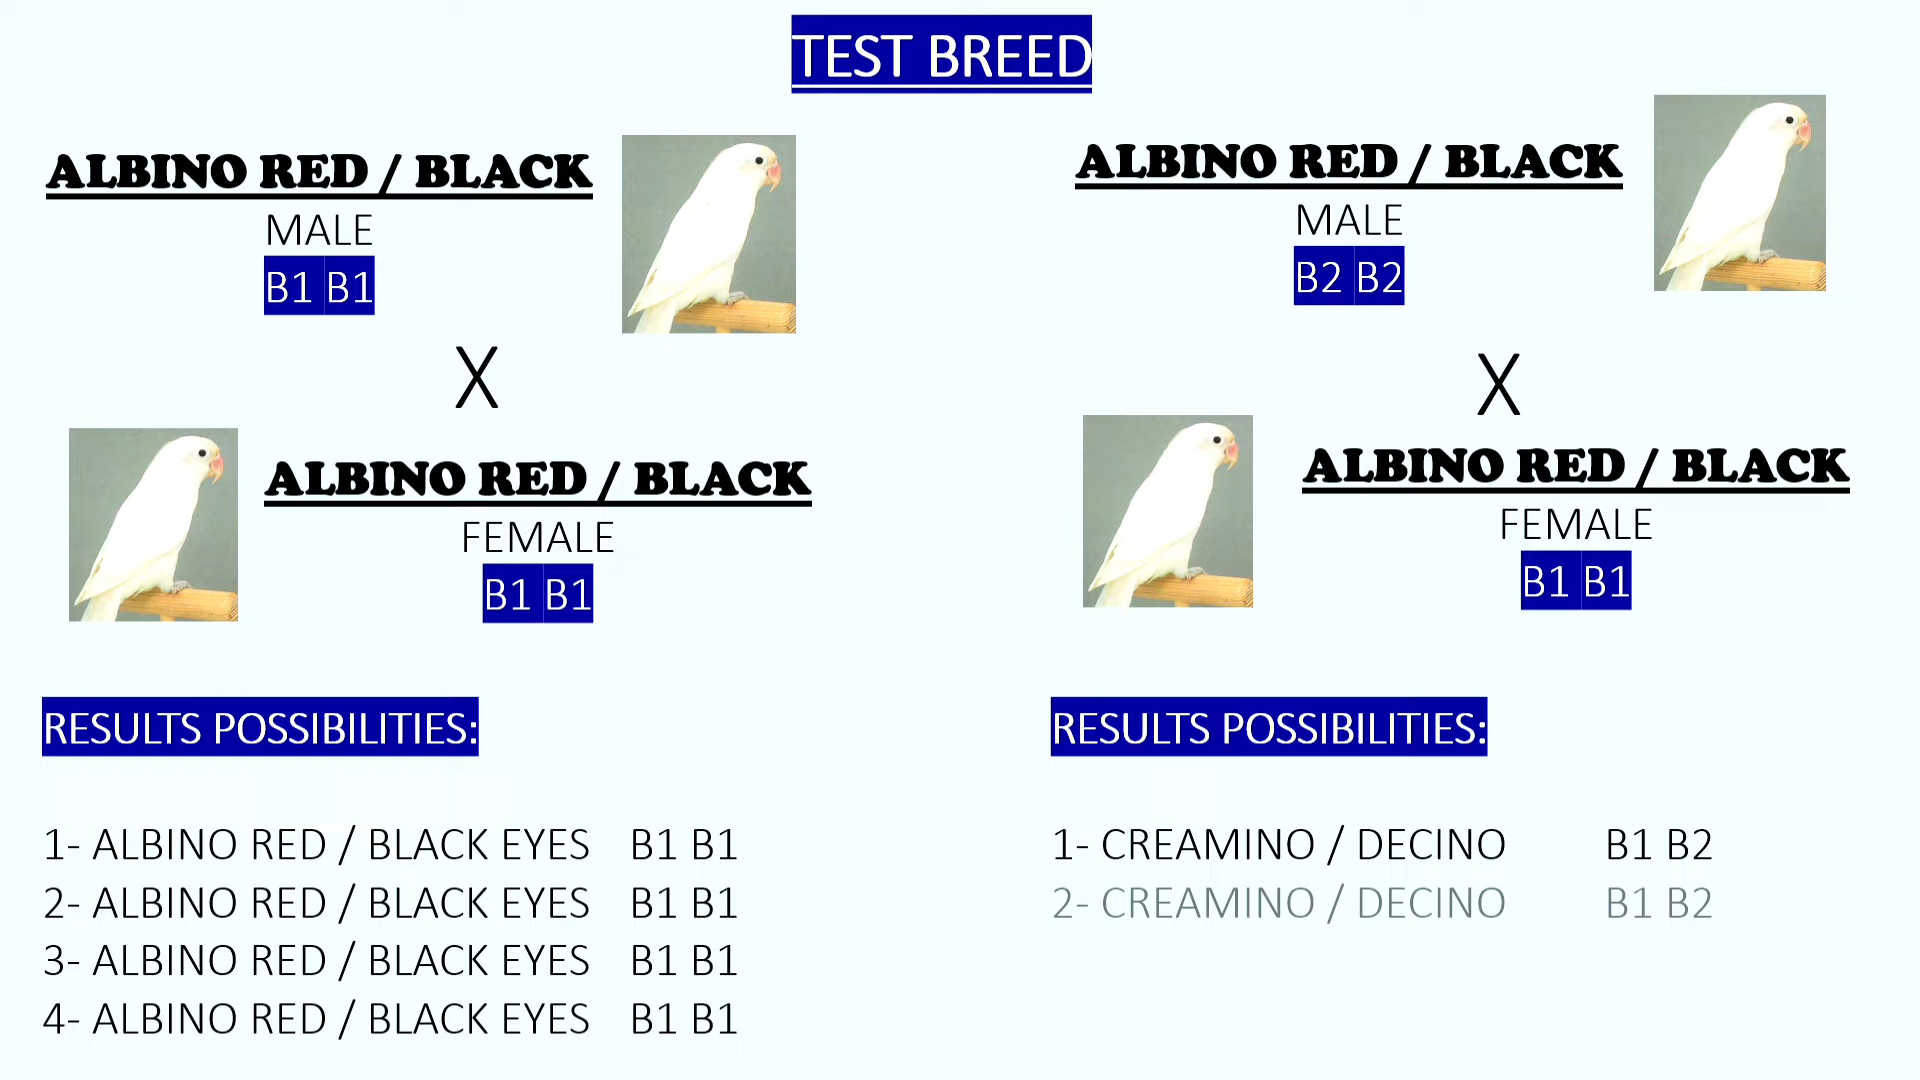 TEST BREED
ALBINO RED / BLACK
MALE
B1 B1
X
ALBINO RED / BLACK
FEMALE
B1 B1
RESULTS POSSIBILITIES:
1- ALBINO RED / BLACK EYES B1 B1
2- ALBINO RED / BLACK EYES B1 B1
3- ALBINO RED / BLACK EYES B1 B1
4- ALBINO RED / BLACK EYES B1 B1
ALBINO RED / BLACK
MALE
B2 B2
X
ALBINO RED / BLACK
FEMALE
B1 B1
RESULTS POSSIBILITIES:
1- CREAMINO / DECINO B1 B2
2- CREAMINO / DECINO B1 B2